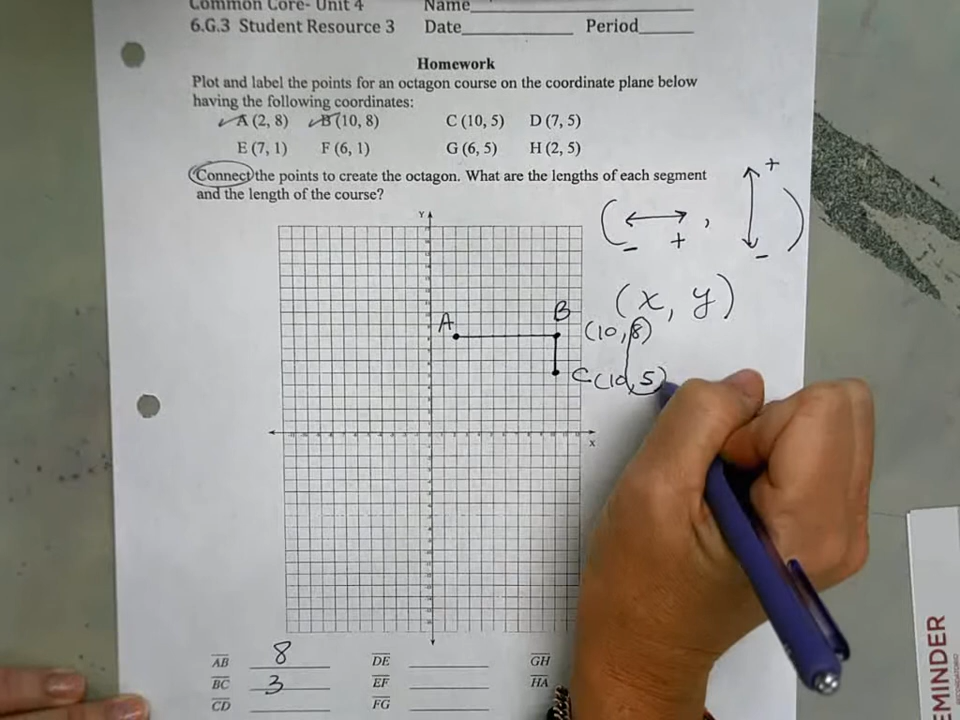 Common Core- Unit 4 Name
6.G.3 Student Resource 3 Date Period
Homework
Plot and label the points for an octagon course on the coordinate plane below
having the following coordinates:
A (2, 8) B (10, 8) C (10, 5) D (7, 5)
E (7, 1) F (6, 1) G (6, 5) H (2, 5)
Connect the points to create the octagon. What are the lengths of each segment
and the length of the course?
+
( , )
- + -
(x, y)
Y
A B
(10, 8)
C (10, 5)
X
AB 8 DE GH
BC 3 EF HA
CD FG
EMINDER